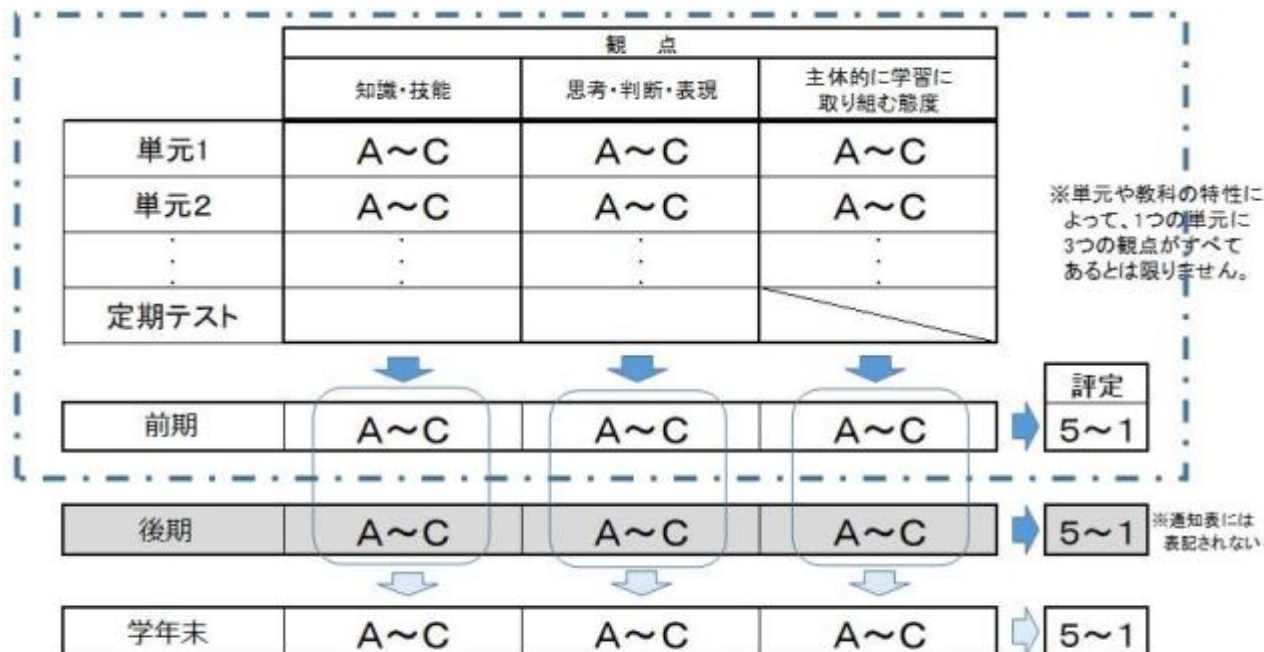 観 点
知識・技能 思考・判断・表現 主体的に学習に
取り組む態度
単元1 A～C A～C A～C
単元2 A～C A～C A～C
⋮ ⋮ ⋮ ⋮
定期テスト
※単元や教科の特性に
よって、1つの単元に
3つの観点がすべて
あるとは限りません。
評定
前期 A～C A～C A～C 5～1
後期 A～C A～C A～C 5～1
※通知表には
表記されない
学年末 A～C A～C A～C 5～1